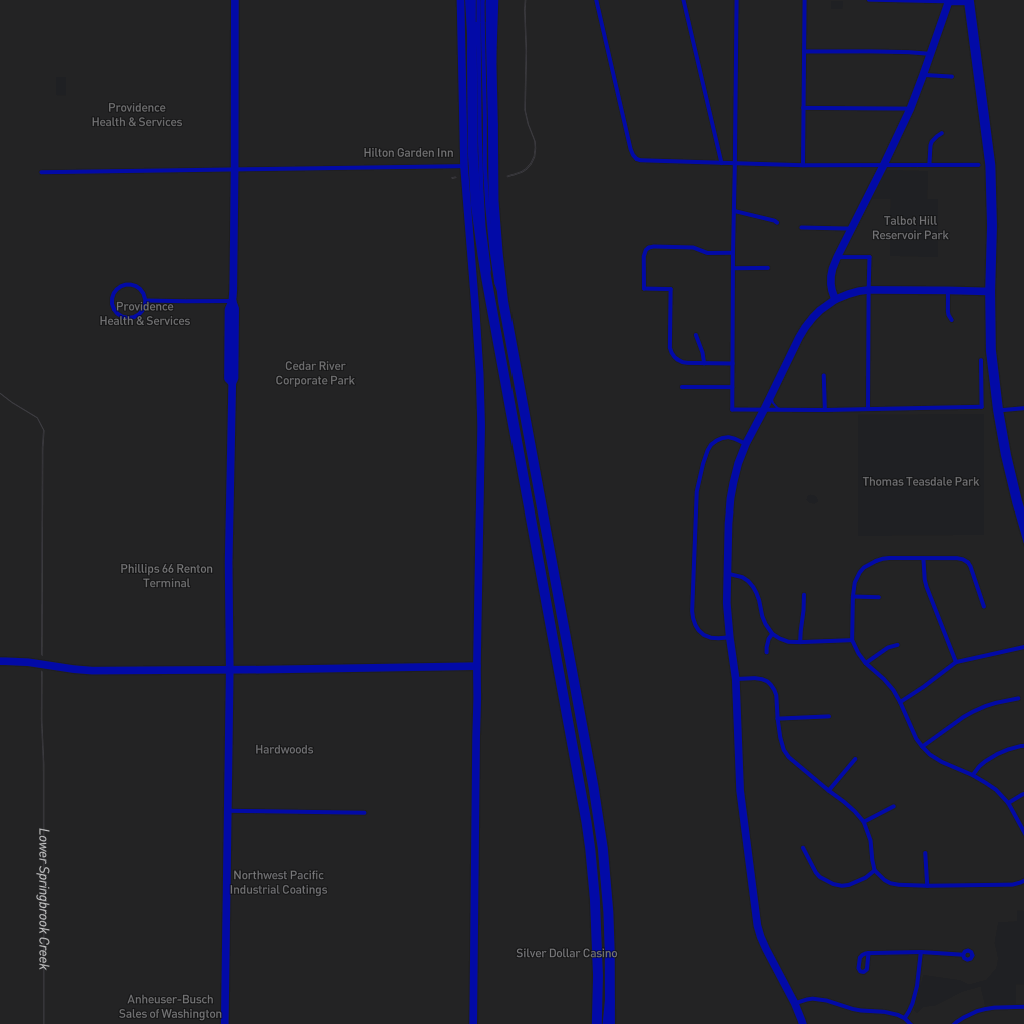 Providence
Health & Services
Hilton Garden Inn
Talbot Hill
Reservoir Park
Providence
Health & Services
Cedar River
Corporate Park
Thomas Teasdale Park
Phillips 66 Renton
Terminal
Hardwoods
Lower Springbrook Creek
Northwest Pacific
Industrial Coatings
Silver Dollar Casino
Anheuser-Busch
Sales of Washington